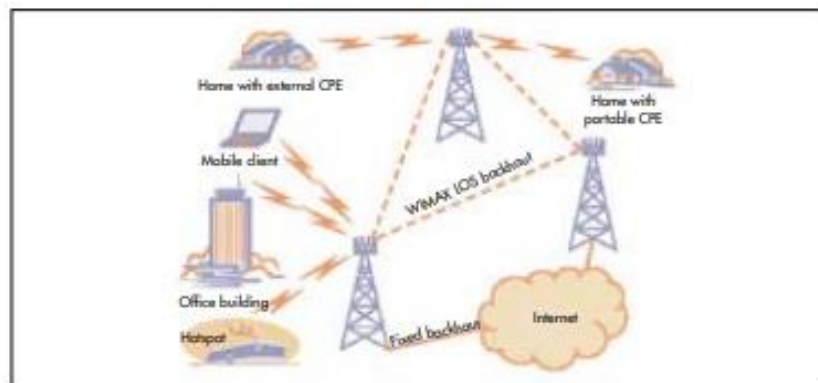 Home with external CPE
Home with
portable CPE
Mobile client
WiMAX LOS backhaul
Office building
Hotspot
Fixed backhaul
Internet